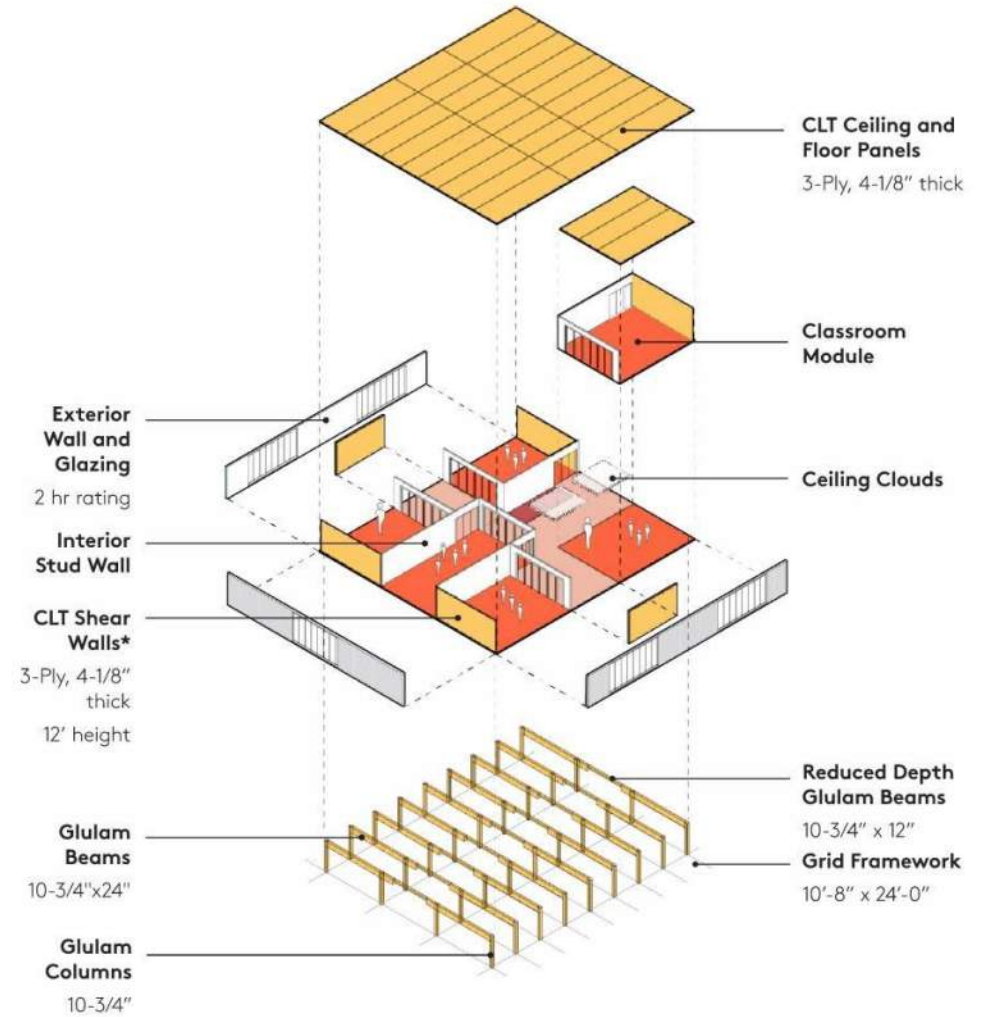 CLT Ceiling and
Floor Panels
3-Ply, 4-1/8” thick
Classroom
Module
Exterior
Wall and
Glazing
2 hr rating
Ceiling Clouds
Interior
Stud Wall
CLT Shear
Walls*
3-Ply, 4-1/8”
thick
12’ height
Reduced Depth
Glulam Beams
10-3/4” x 12”
Grid Framework
10’-8” x 24’-0”
Glulam
Beams
10-3/4"x24"
Glulam
Columns
10-3/4”